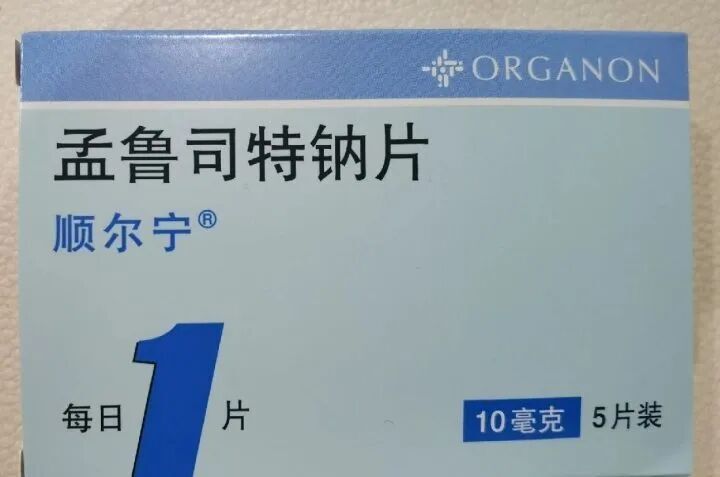 ORGANON
孟鲁司特钠片
顺尔宁®
每日1片
10毫克 5片装